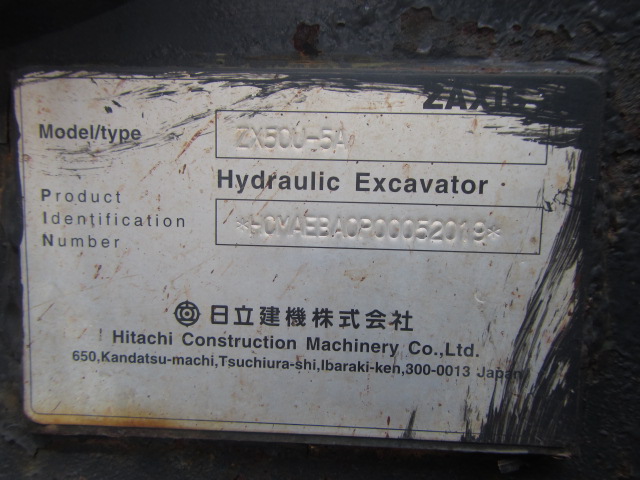 ZAXIS
Model/type
ZX50U-5A
Hydraulic Excavator
Product
Identification
Number
*HCMAEBA0P00052019*
日立建機株式会社
Hitachi Construction Machinery Co.,Ltd.
650,Kandatsu-machi,Tsuchiura-shi,Ibaraki-ken,300-0013 Japan